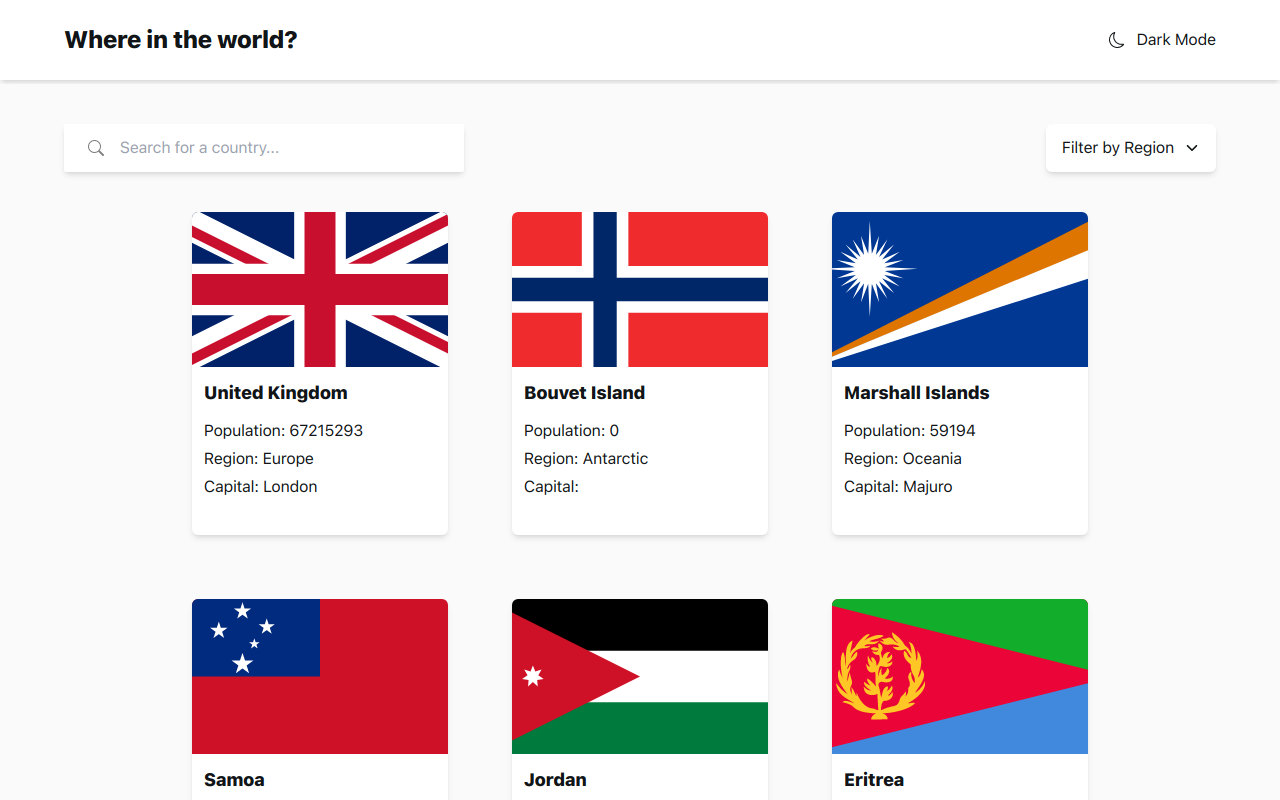 Where in the world?
Dark Mode
Search for a country...
Filter by Region
United Kingdom
Population: 67215293
Region: Europe
Capital: London
Bouvet Island
Population: 0
Region: Antarctic
Capital:
Marshall Islands
Population: 59194
Region: Oceania
Capital: Majuro
Samoa
Jordan
Eritrea